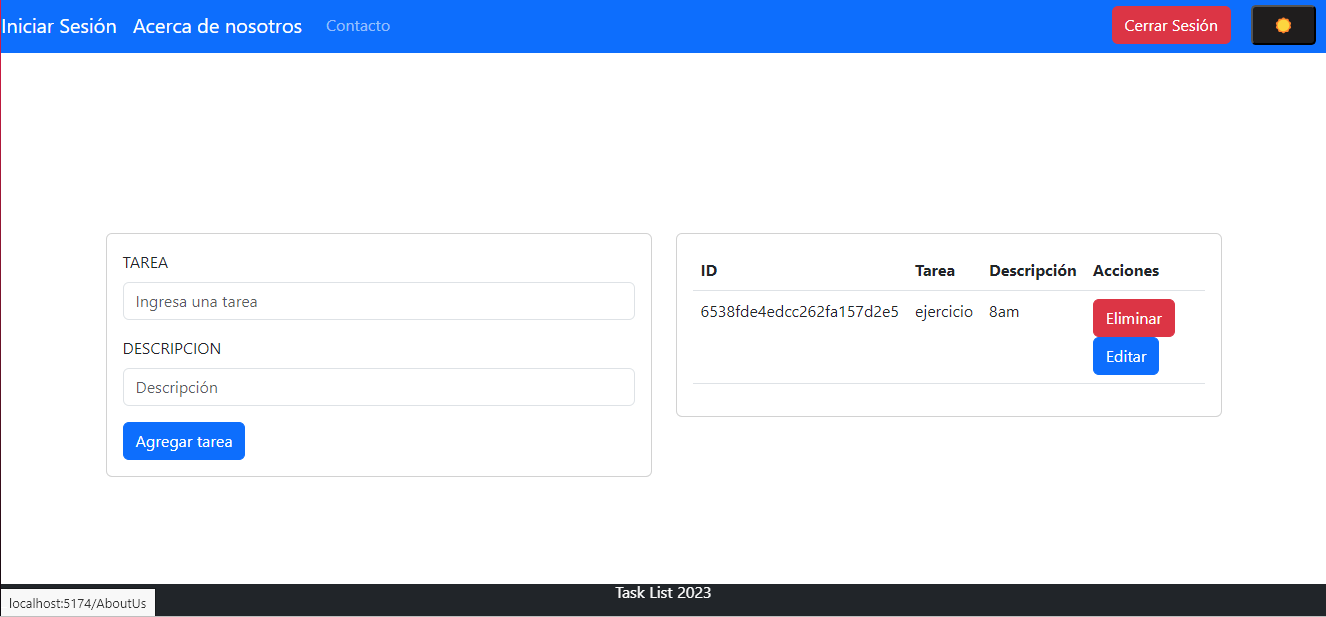 Iniciar Sesión Acerca de nosotros Contacto Cerrar Sesión
TAREA
Ingresa una tarea
DESCRIPCION
Descripción
Agregar tarea
ID Tarea Descripción Acciones
6538fde4edcc262fa157d2e5 ejercicio 8am Eliminar
Editar
Task List 2023
localhost:5174/AboutUs